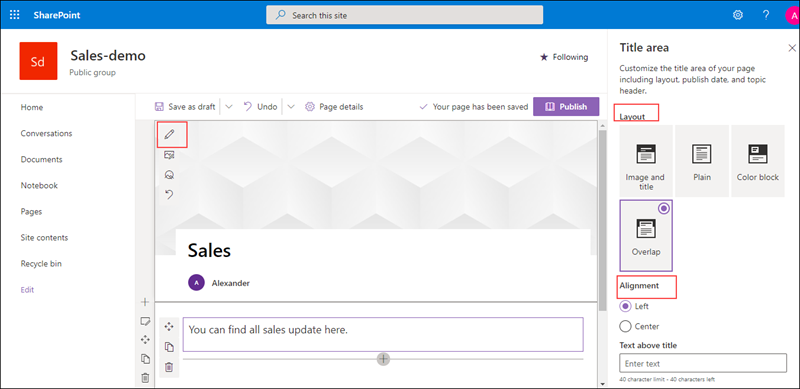 SharePoint
Search this site
?
A
Sd
Sales-demo
Public group
Following
Home
Conversations
Documents
Notebook
Pages
Site contents
Recycle bin
Edit
Save as draft
Undo
Page details
Your page has been saved
Publish
Sales
A
Alexander
You can find all sales update here.
Title area
Customize the title area of your page
including layout, publish date, and topic
header.
Layout
Image and
title
Plain
Color block
Overlap
Alignment
Left
Center
Text above title
Enter text
40 character limit - 40 characters left